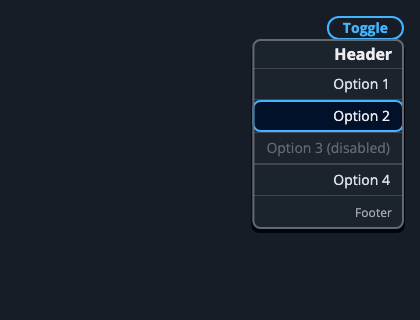 Toggle
Header
Option 1
Option 2
Option 3 (disabled)
Option 4
Footer